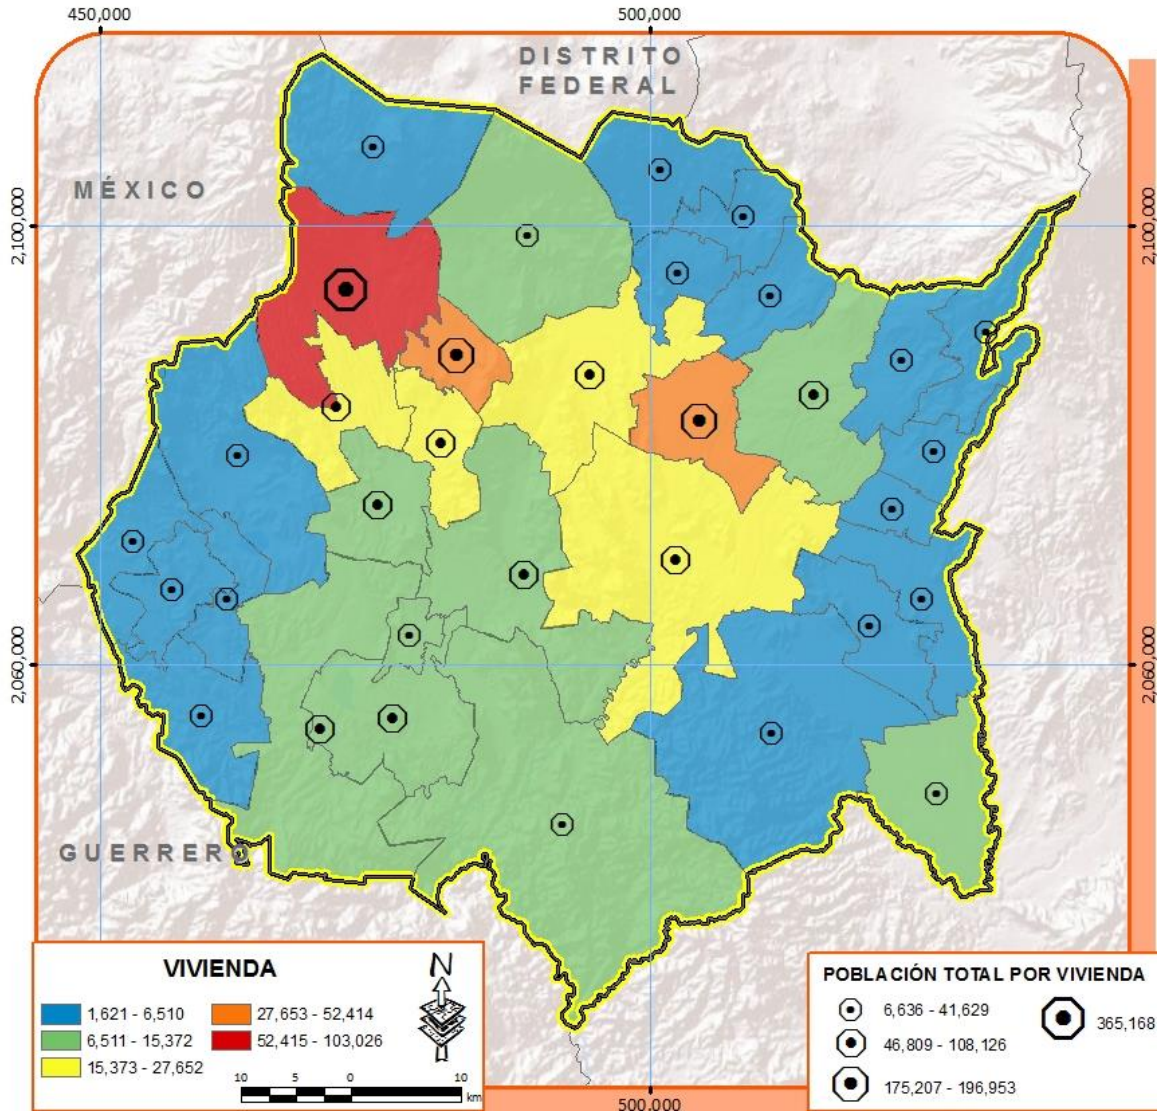 450,000
500,000
DISTRITO
FEDERAL
MÉXICO
2,100,000
2,100,000
2,060,000
2,060,000
GUERRERO
VIVIENDA
N
1,621 - 6,510
27,653 - 52,414
6,511 - 15,372
52,415 - 103,026
15,373 - 27,652
10 5 0 10
km
POBLACIÓN TOTAL POR VIVIENDA
6,636 - 41,629
365,168
46,809 - 108,126
175,207 - 196,953
500,000